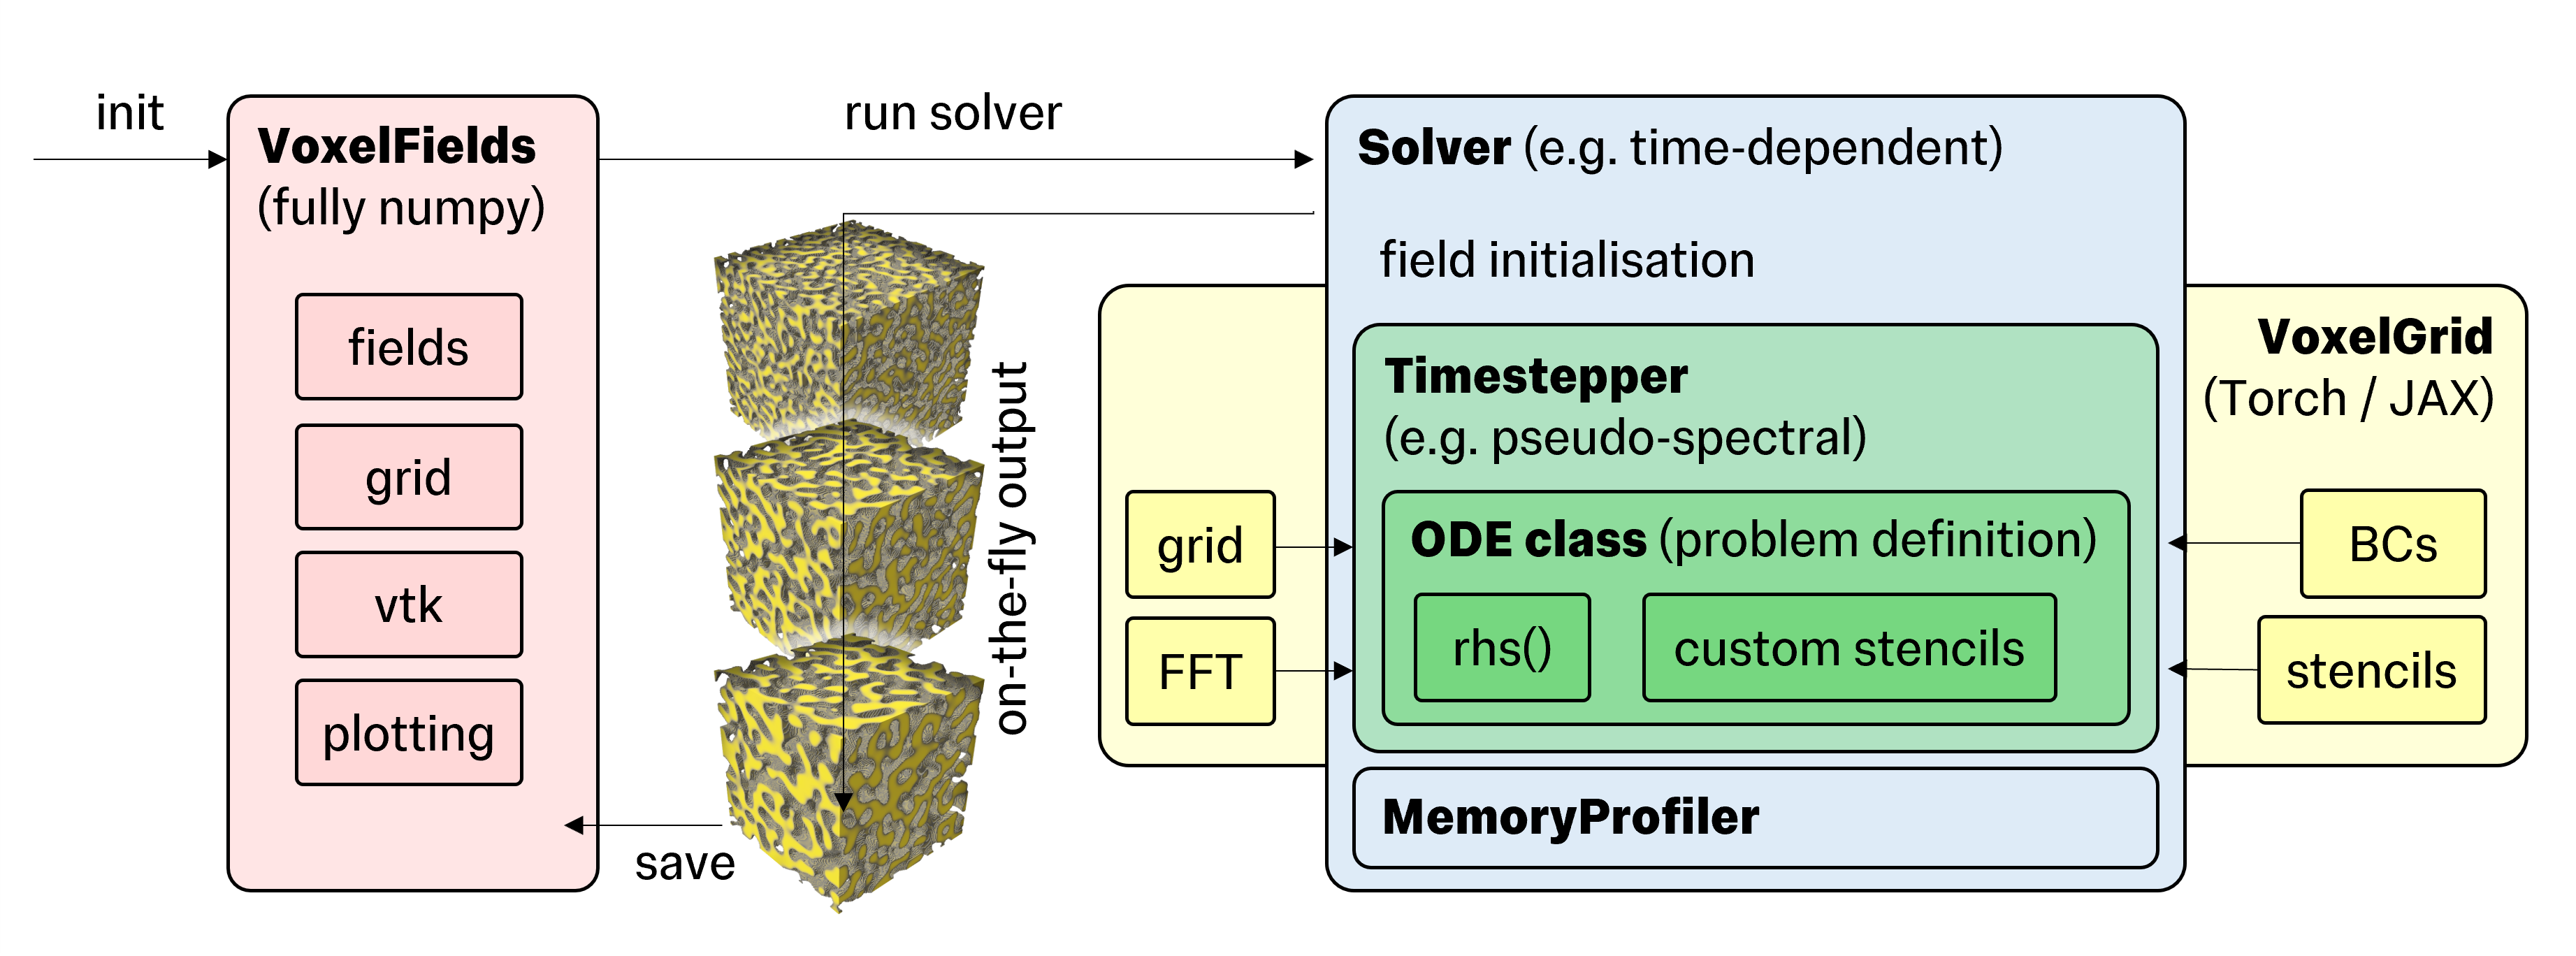 init
VoxelFields
(fully numpy)
fields
grid
vtk
plotting
run solver
on-the-fly output
save
Solver (e.g. time-dependent)
field initialisation
Timestepper
(e.g. pseudo-spectral)
ODE class (problem definition)
rhs()
custom stencils
MemoryProfiler
grid
FFT
VoxelGrid
(Torch / JAX)
BCs
stencils